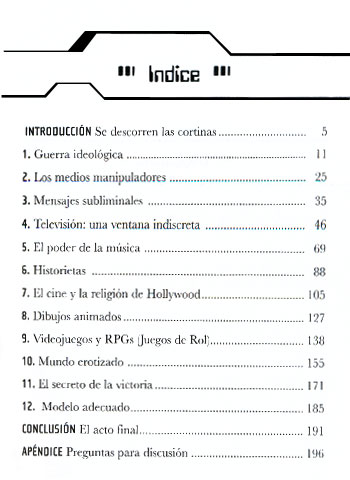 Indice
INTRODUCCIÓN Se descorren las cortinas ............................ 5
1. Guerra ideológica ............................................................ 11
2. Los medios manipuladores ............................................ 25
3. Mensajes subliminales .................................................... 35
4. Televisión: una ventana indiscreta ................................ 46
5. El poder de la música ..................................................... 69
6. Historietas ...................................................................... 88
7. El cine y la religión de Hollywood................................. 105
8. Dibujos animados........................................................... 127
9. Videojuegos y RPGs (Juegos de Rol).............................. 138
10. Mundo erotizado .......................................................... 155
11. El secreto de la victoria ................................................. 171
12. Modelo adecuado.......................................................... 185
CONCLUSIÓN El acto final.................................................... 191
APÉNDICE Preguntas para discusión .................................... 196